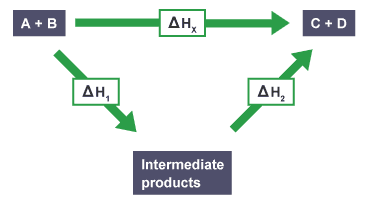 A + B
ΔHₓ
C + D
ΔH₁
ΔH₂
Intermediate
products